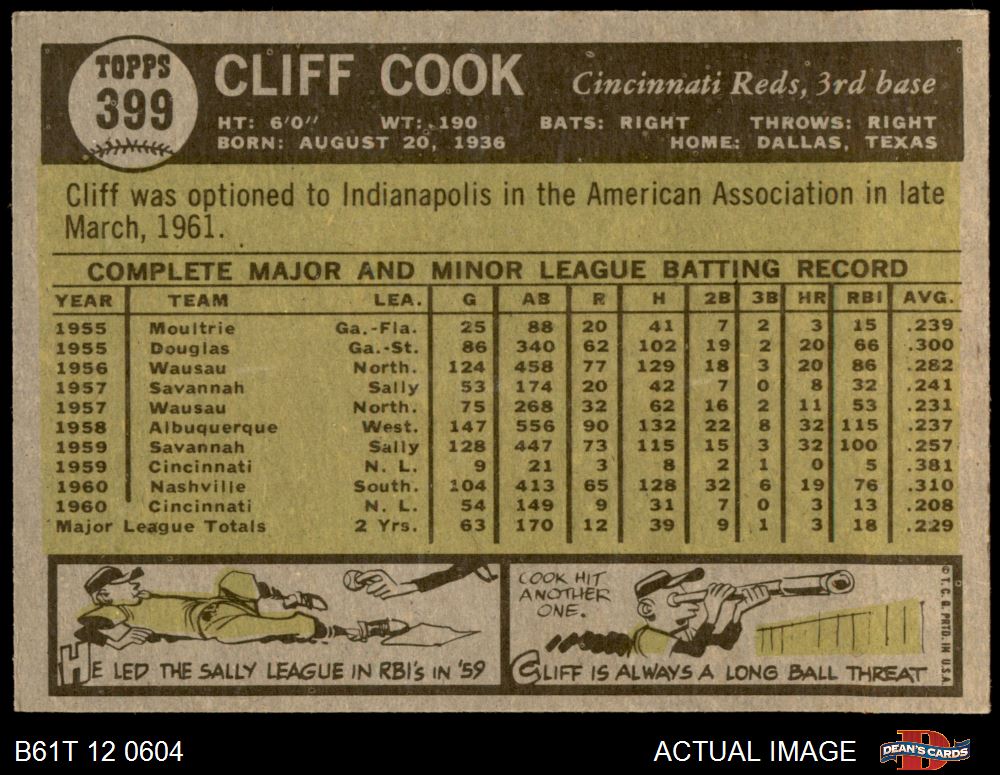 TOPPS
399
CLIFF COOK
Cincinnati Reds, 3rd base
HT: 6'0" WT: 190 BATS: RIGHT THROWS: RIGHT
BORN: AUGUST 20, 1936 HOME: DALLAS, TEXAS
Cliff was optioned to Indianapolis in the American Association in late
March, 1961.
COMPLETE MAJOR AND MINOR LEAGUE BATTING RECORD
YEAR TEAM LEA. G AB R H 2B 3B HR RBI AVG.
1955 Moultrie Ga.-Fla. 25 88 20 41 7 2 3 15 .239
1955 Douglas Ga.-St. 86 340 62 102 19 2 20 66 .300
1956 Wausau North. 124 458 77 129 18 3 20 86 .282
1957 Savannah Sally 53 174 20 42 7 0 8 32 .241
1957 Wausau North. 75 268 32 62 16 2 11 53 .231
1958 Albuquerque West. 147 556 90 132 22 8 32 115 .237
1959 Savannah Sally 128 447 73 115 15 3 32 100 .257
1959 Cincinnati N. L. 9 21 3 8 2 1 0 5 .381
1960 Nashville South. 104 413 65 128 32 6 19 76 .310
1960 Cincinnati N. L. 54 149 9 31 7 0 3 13 .208
Major League Totals 2 Yrs. 63 170 12 39 9 1 3 18 .229
HE LED THE SALLY LEAGUE IN RBI'S IN '59
COOK HIT
ANOTHER
ONE.
CLIFF IS ALWAYS A LONG BALL THREAT
© T. C. G. PRTD. IN U.S.A.
B61T 12 0604
ACTUAL IMAGE
DEAN'S CARDS